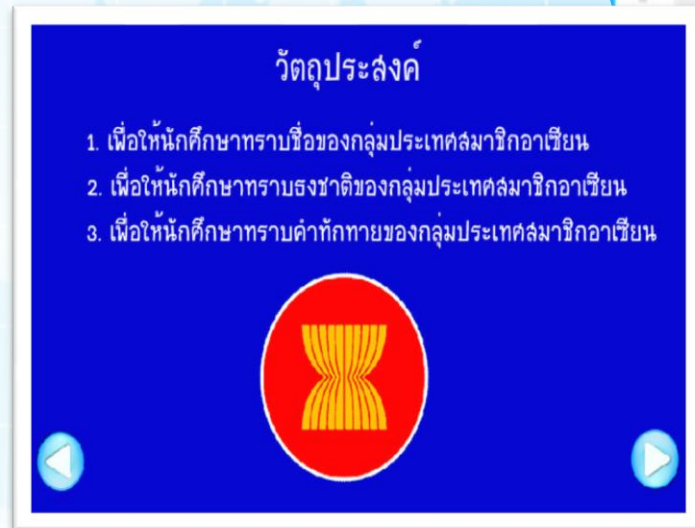 วัตถุประสงค์
1. เพื่อให้นักศึกษาทราบชื่อของกลุ่มประเทศสมาชิกอาเซียน
2. เพื่อให้นักศึกษาทราบธงชาติของกลุ่มประเทศสมาชิกอาเซียน
3. เพื่อให้นักศึกษาทราบคำทักทายของกลุ่มประเทศสมาชิกอาเซียน